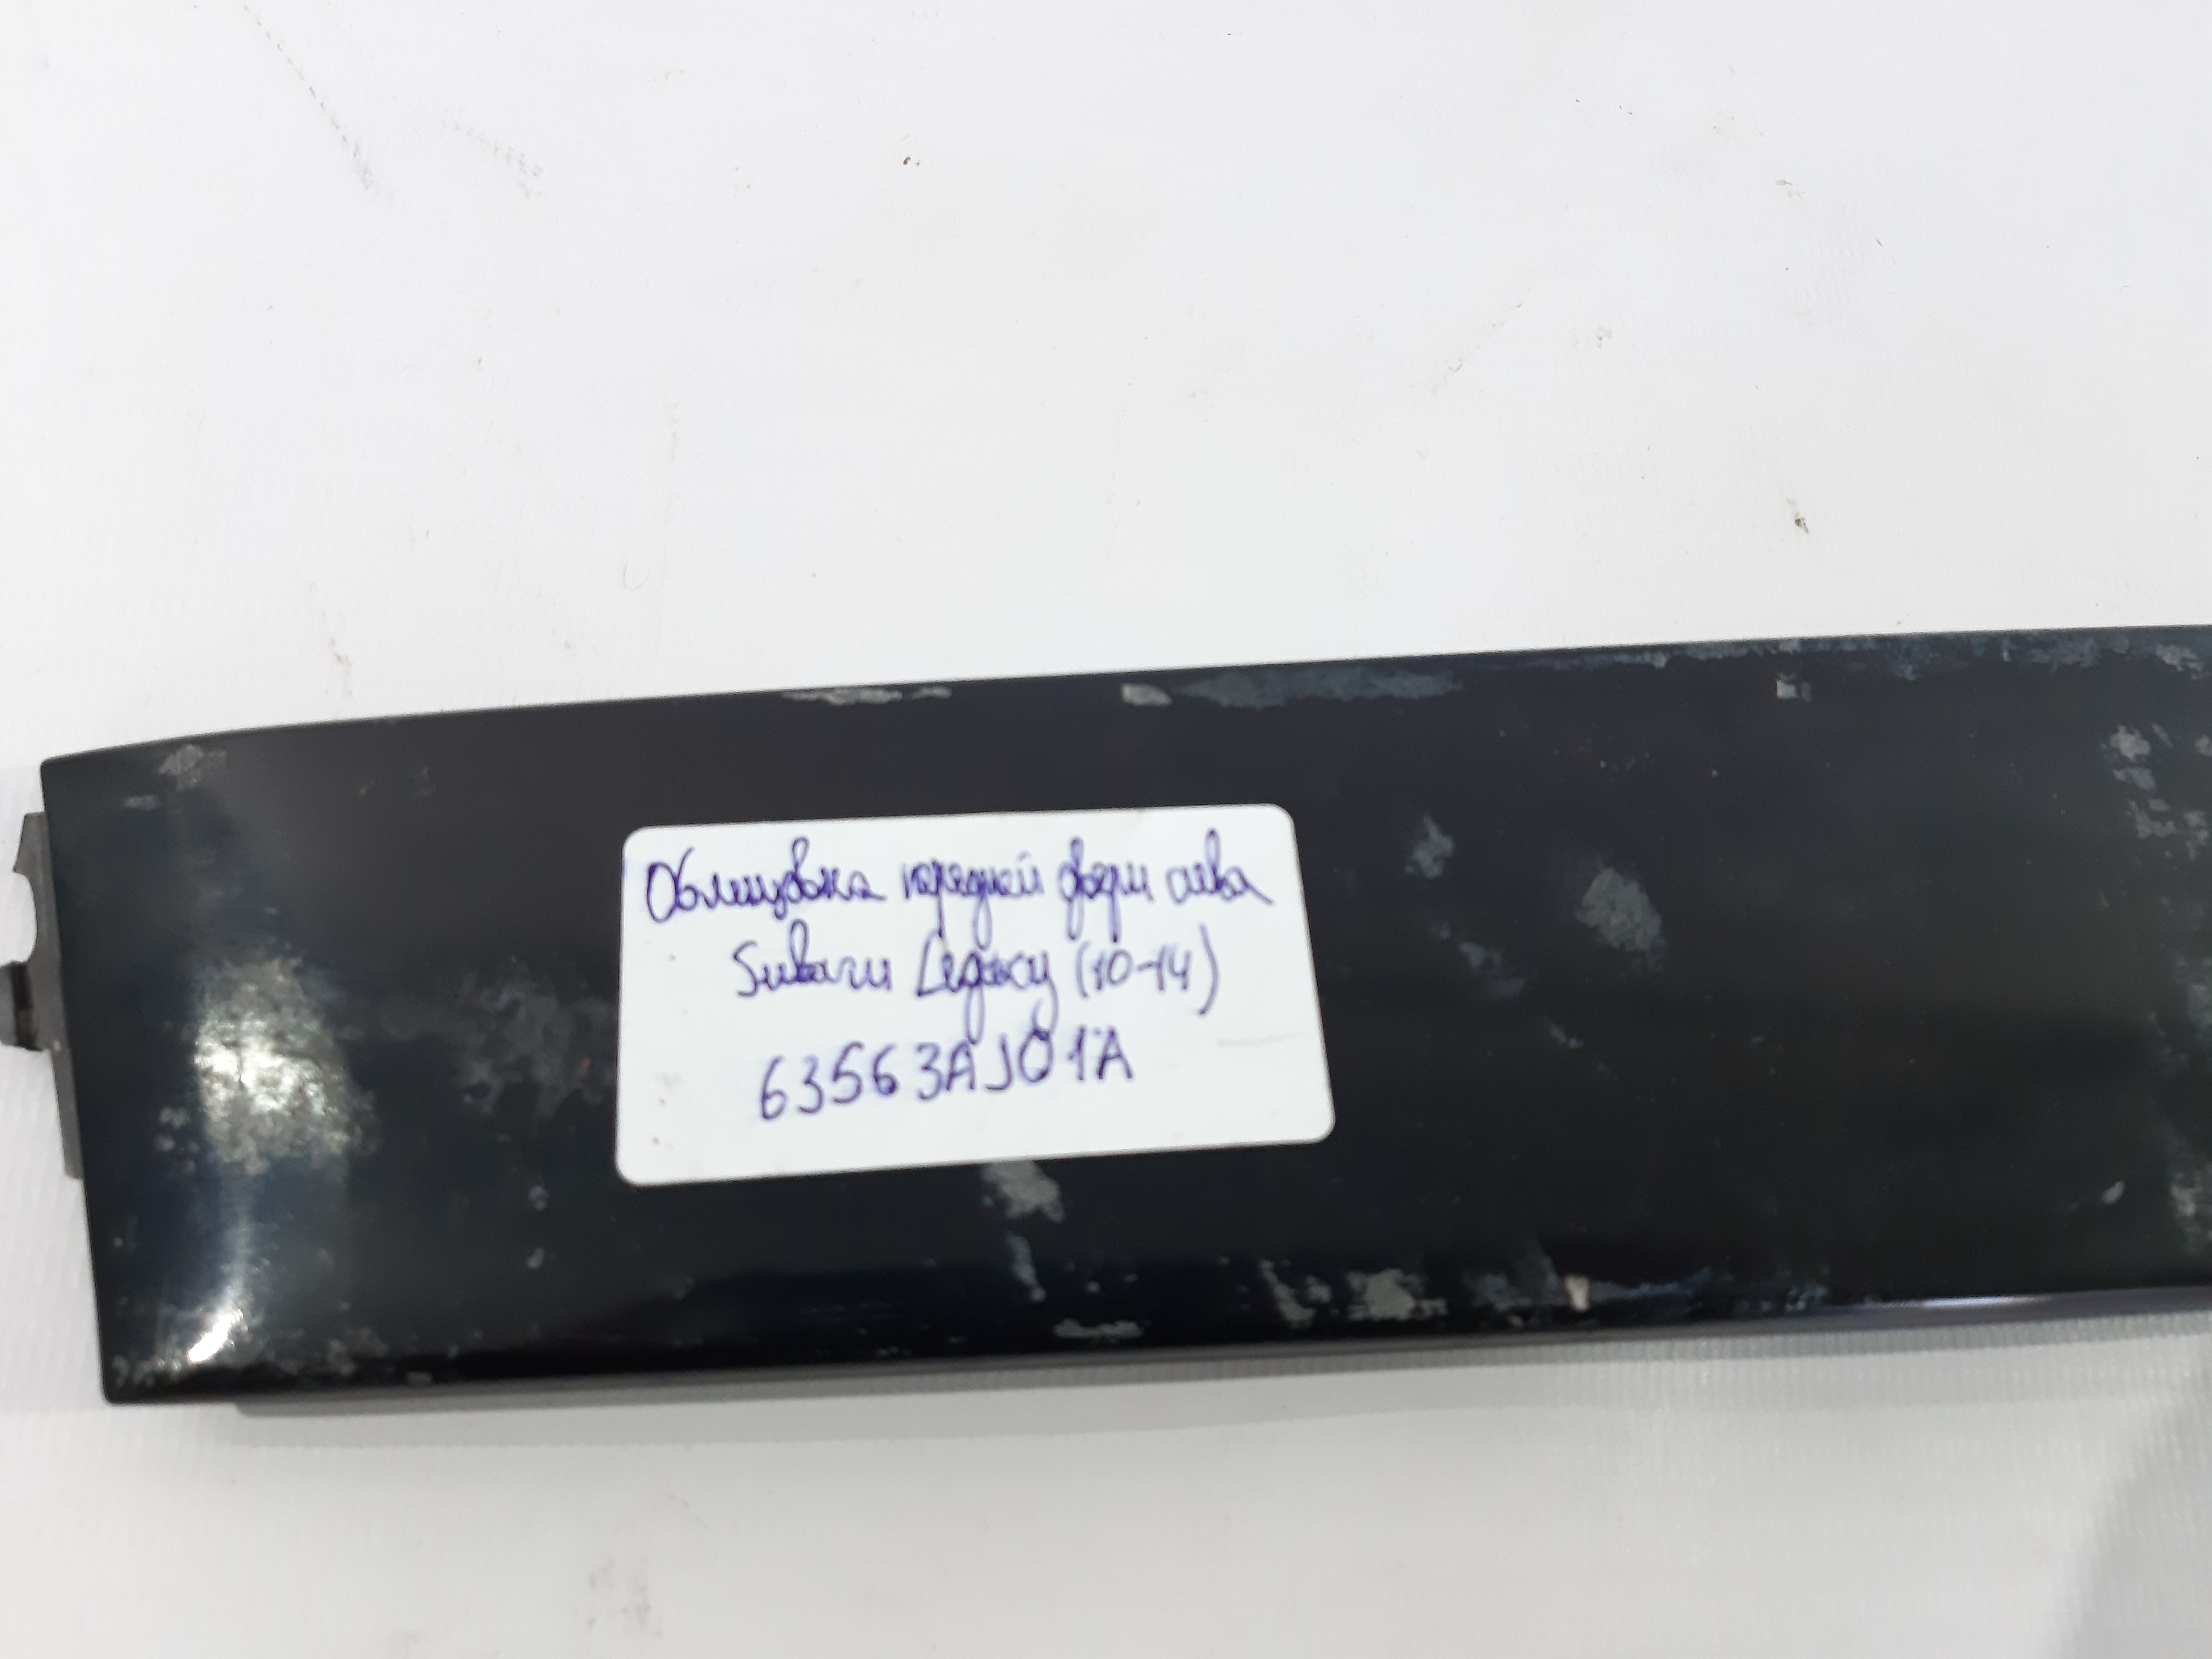 Облицовка передней двери лева
Subaru Legacy (10-14)
63563AJ01A